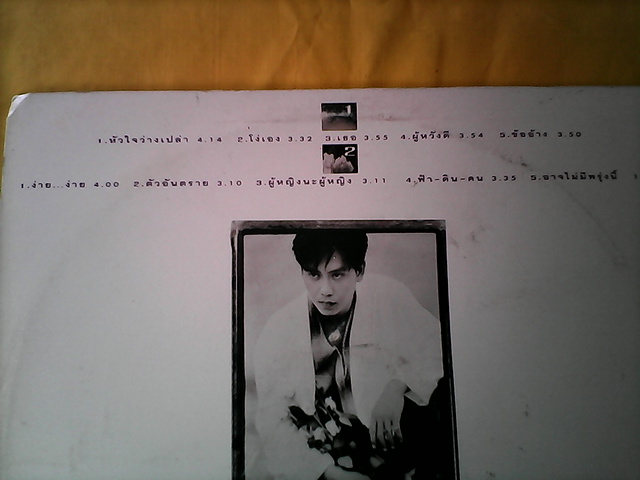 1
1.หัวใจว่างเปล่า 4.14 2.โง่เอง 3.32 3.เธอ 3.55 4.ผู้หวังดี 3.54 5.ข้ออ้าง 3.50
2
1.ง่าย...ง่าย 4.00 2.ตัวอันตราย 3.10 3.ผู้หญิงนะผู้หญิง 3.11 4.ฟ้า-ดิน-คน 3.35 5.อาจไม่มีพรุ่งนี้